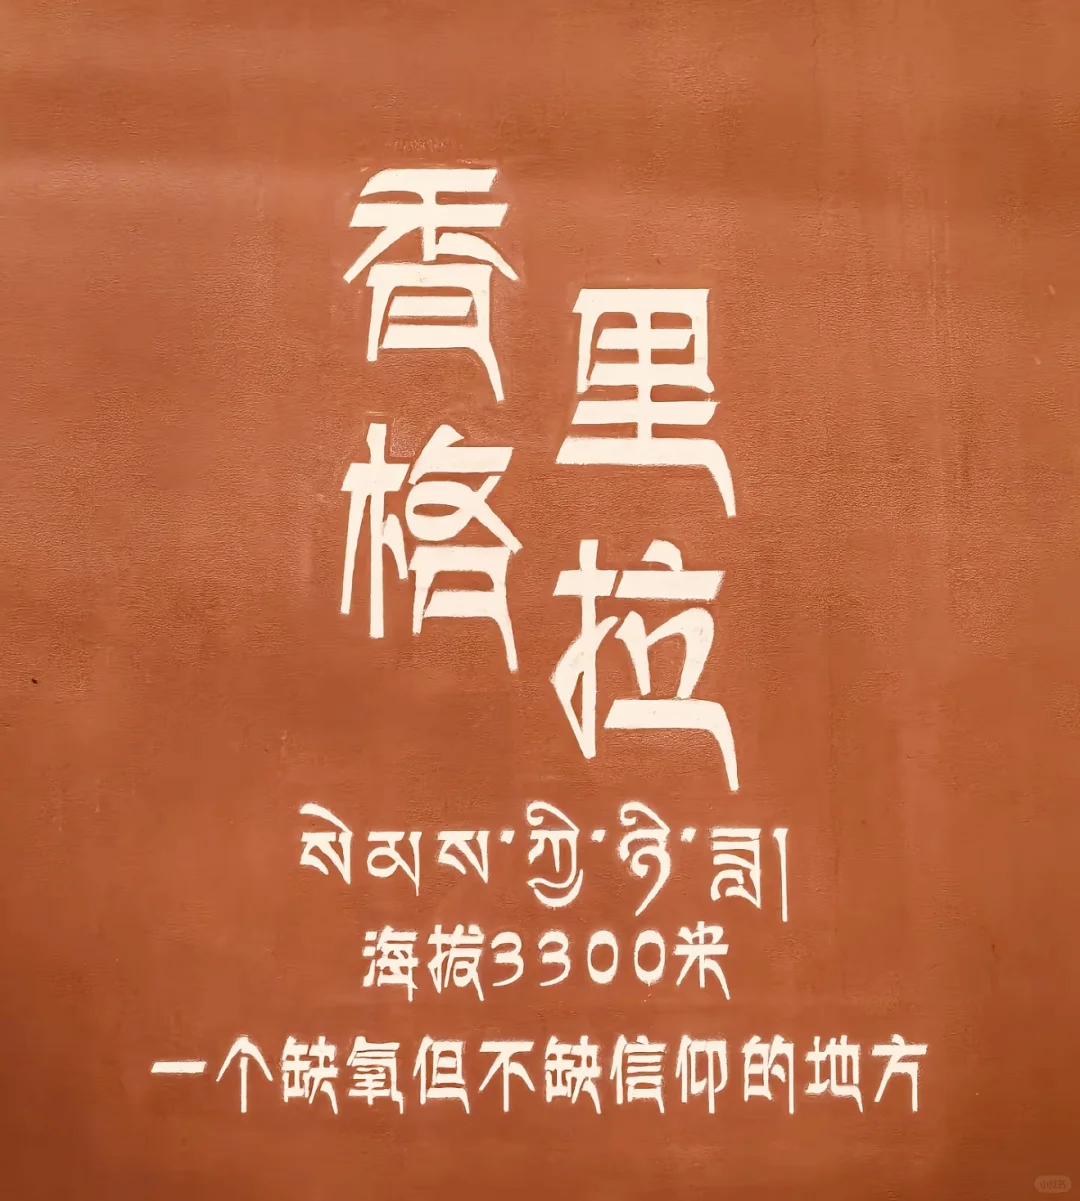 香格
里拉
སེམས་ཀྱི་ཉི་ཟླ།
海拔3300米
一个缺氧但不缺信仰的地方